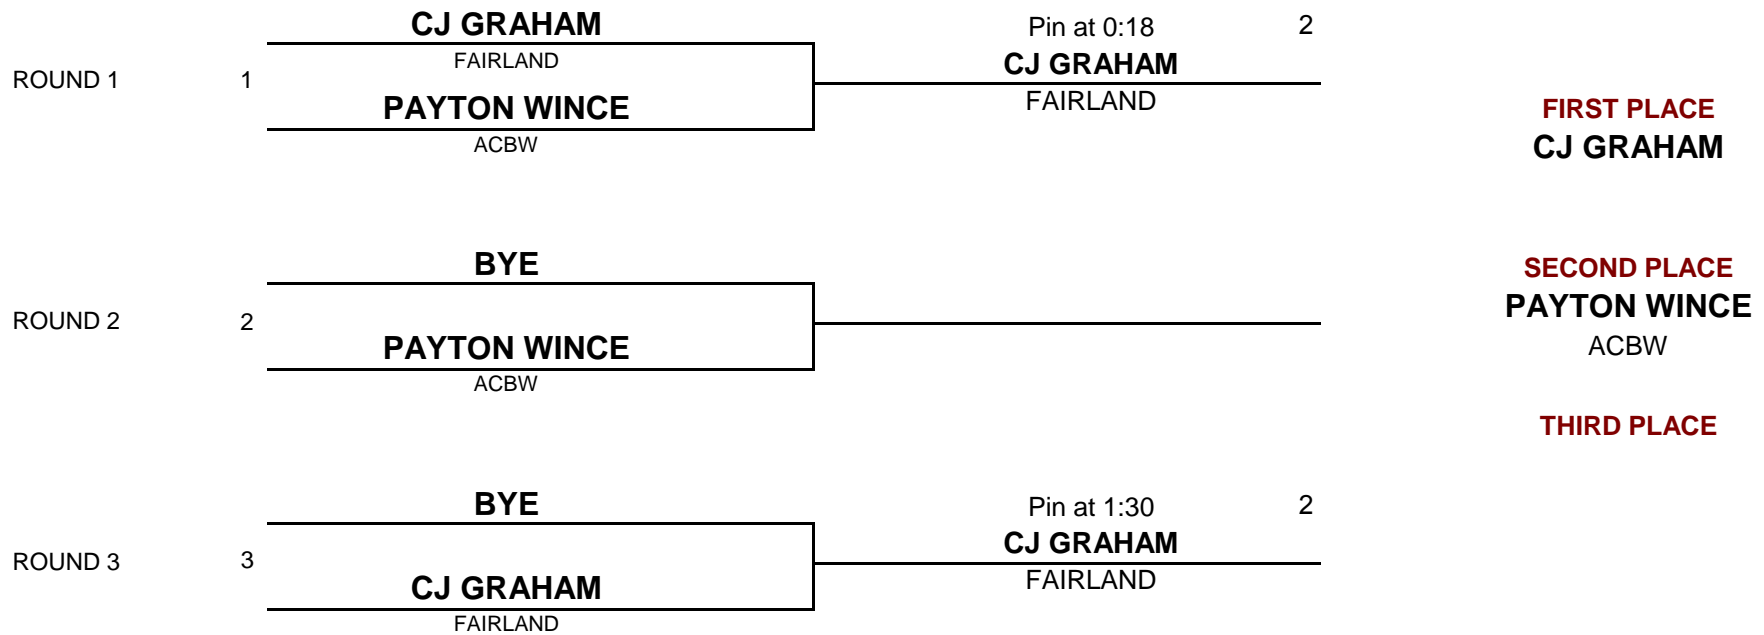 CJ GRAHAM
FAIRLAND
ROUND 1
1
PAYTON WINCE
ACBW
Pin at 0:18
2
CJ GRAHAM
FAIRLAND
FIRST PLACE
CJ GRAHAM
BYE
ROUND 2
2
PAYTON WINCE
ACBW
SECOND PLACE
PAYTON WINCE
ACBW
THIRD PLACE
BYE
ROUND 3
3
CJ GRAHAM
FAIRLAND
Pin at 1:30
2
CJ GRAHAM
FAIRLAND